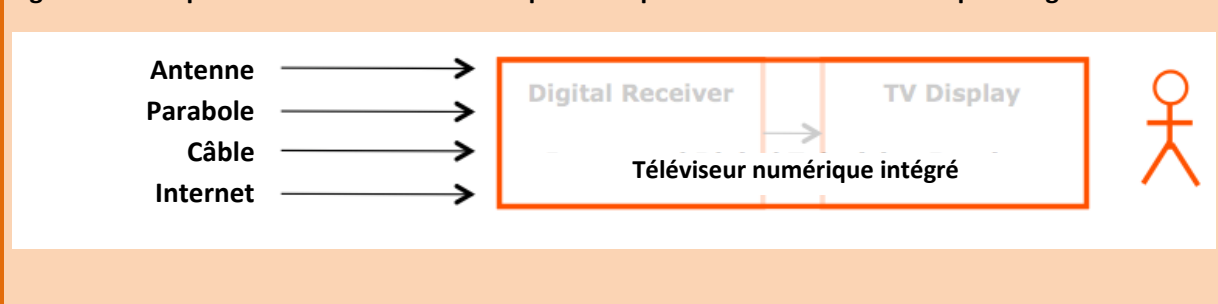 Antenne
Parabole
Câble
Internet
Digital Receiver
TV Display
Téléviseur numérique intégré